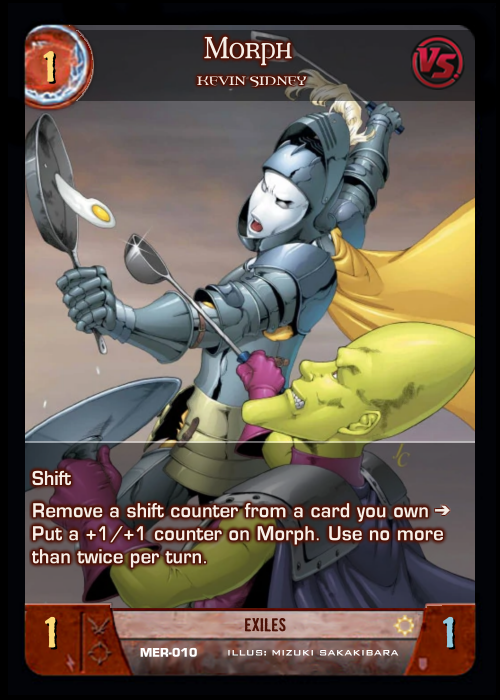 1
Morph
VS
Kevin Sidney
JC
Shift
Remove a shift counter from a card you own ➔
Put a +1/+1 counter on Morph. Use no more
than twice per turn.
1
EXILES
1
MER-010 ILLUS: MIZUKI SAKAKIBARA